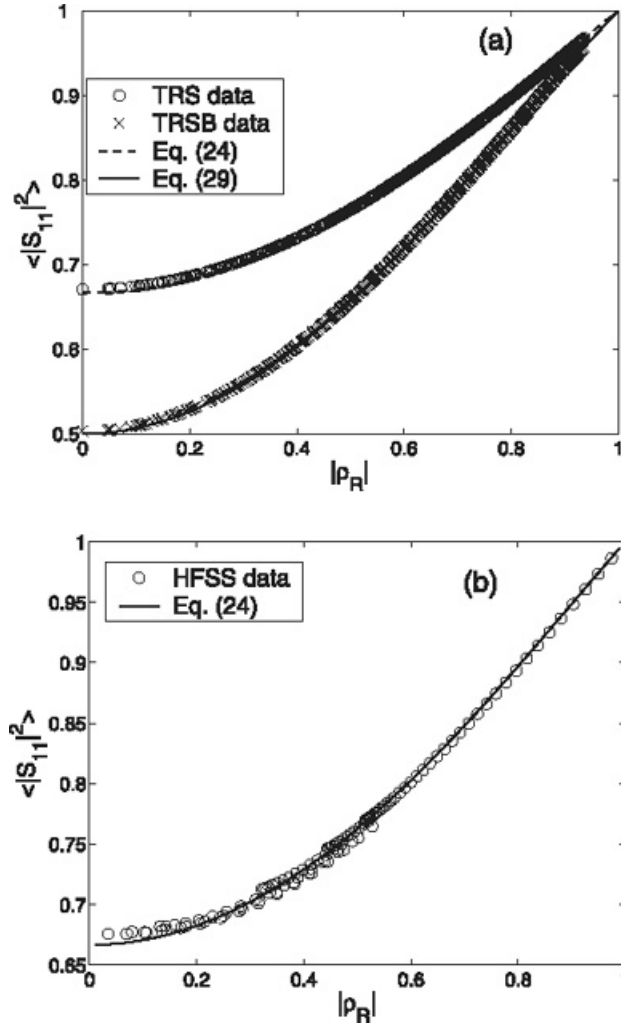 (a)
1
0.9
0.8
0.7
0.6
0.5
<|S₁₁|²>
○ TRS data
× TRSB data
Eq. (24)
Eq. (29)
0 0.2 0.4 0.6 0.8 1
|ρ_R|
(b)
1
0.95
0.9
0.85
0.8
0.75
0.7
0.65
<|S₁₁|²>
○ HFSS data
Eq. (24)
0 0.2 0.4 0.6 0.8
|ρ_R|